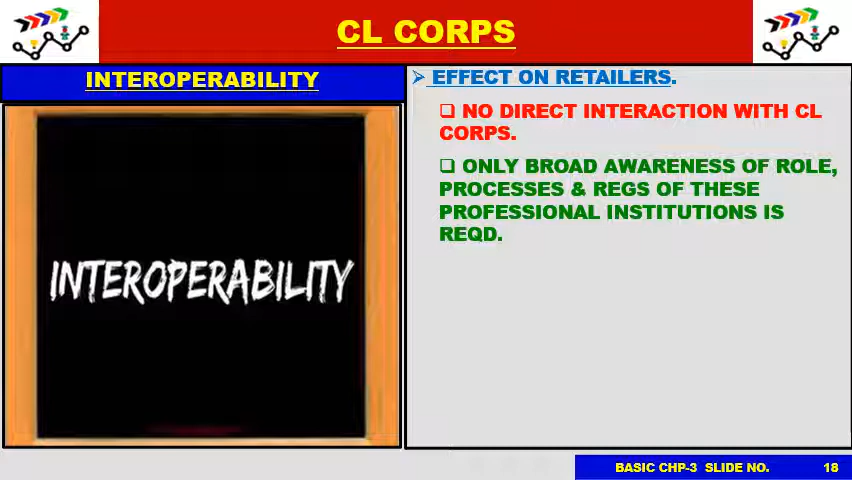 CL CORPS
INTEROPERABILITY
INTEROPERABILITY
➢ EFFECT ON RETAILERS.
❑ NO DIRECT INTERACTION WITH CL
CORPS.
❑ ONLY BROAD AWARENESS OF ROLE,
PROCESSES & REGS OF THESE
PROFESSIONAL INSTITUTIONS IS
REQD.
BASIC CHP-3 SLIDE NO. 18